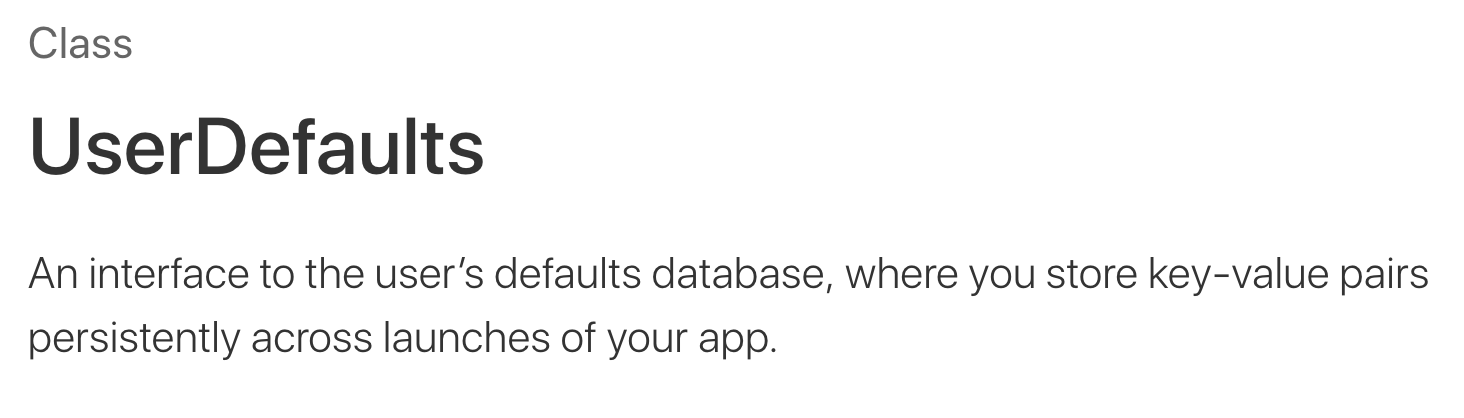 Class
UserDefaults
An interface to the user’s defaults database, where you store key-value pairs
persistently across launches of your app.